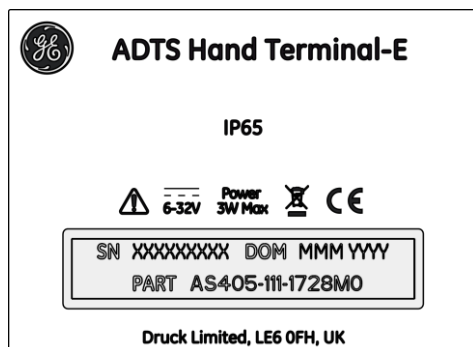 GE
ADTS Hand Terminal-E
IP65
6-32V
Power
3W Max
CE
SN XXXXXXXXX DOM MMM YYYY
PART AS405-111-1728M0
Druck Limited, LE6 0FH, UK